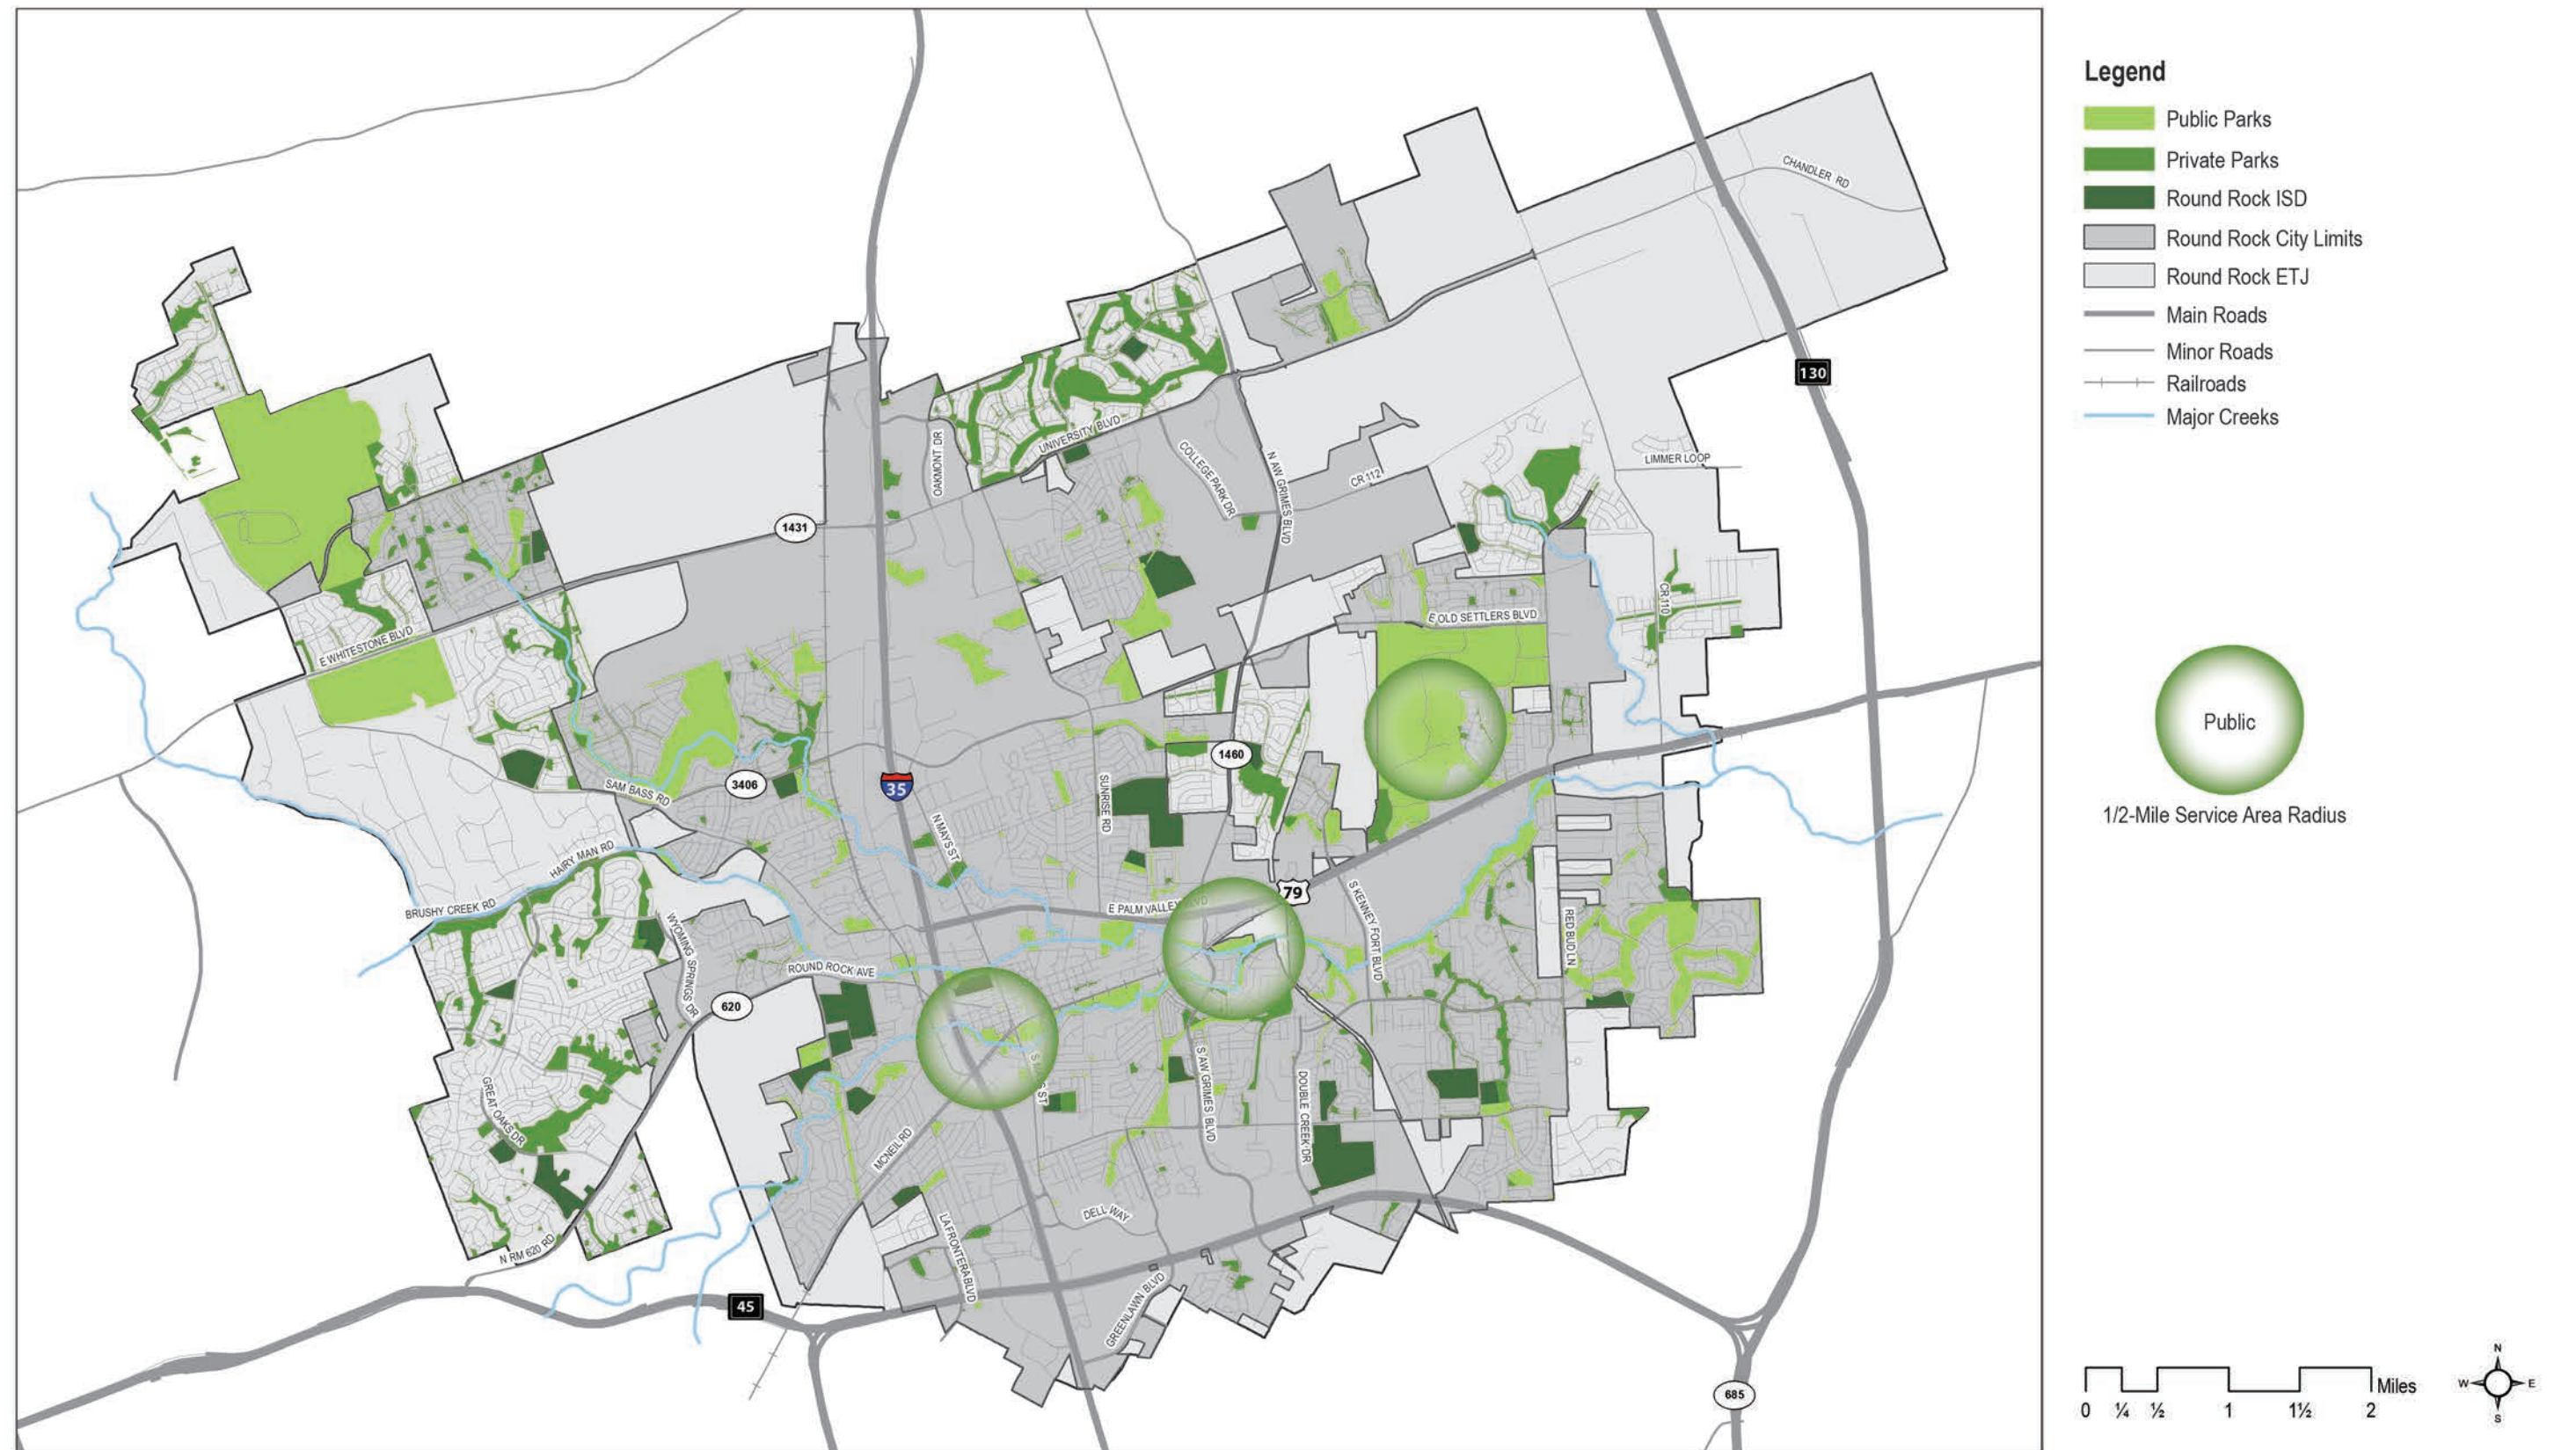 Legend
Public Parks
Private Parks
Round Rock ISD
Round Rock City Limits
Round Rock ETJ
Main Roads
Minor Roads
Railroads
Major Creeks
Public
1/2-Mile Service Area Radius
0 ¼ ½ 1 1½ 2 Miles
N
W E
S
CHANDLER RD
130
OAKMONT DR
UNIVERSITY BLVD
COLLEGE PARK DR
N AW GRIMES BLVD
CR 112
LIMMER LOOP
1431
CR 110
E OLD SETTLERS BLVD
E WHITESTONE BLVD
1460
SAM BASS RD
3406
35
N MAYS ST
SUNRISE RD
HAIRY MAN RD
BRUSHY CREEK RD
79
E PALM VALLEY BLVD
S KENNEY FORT BLVD
RED BUD LN
WYOMING SPRINGS DR
ROUND ROCK AVE
620
GREAT OAKS DR
MCNEIL RD
S AW GRIMES BLVD
DOUBLE CREEK DR
DELL WAY
LA FRONTERA BLVD
N RM 620 RD
GREENLAWN BLVD
45
685